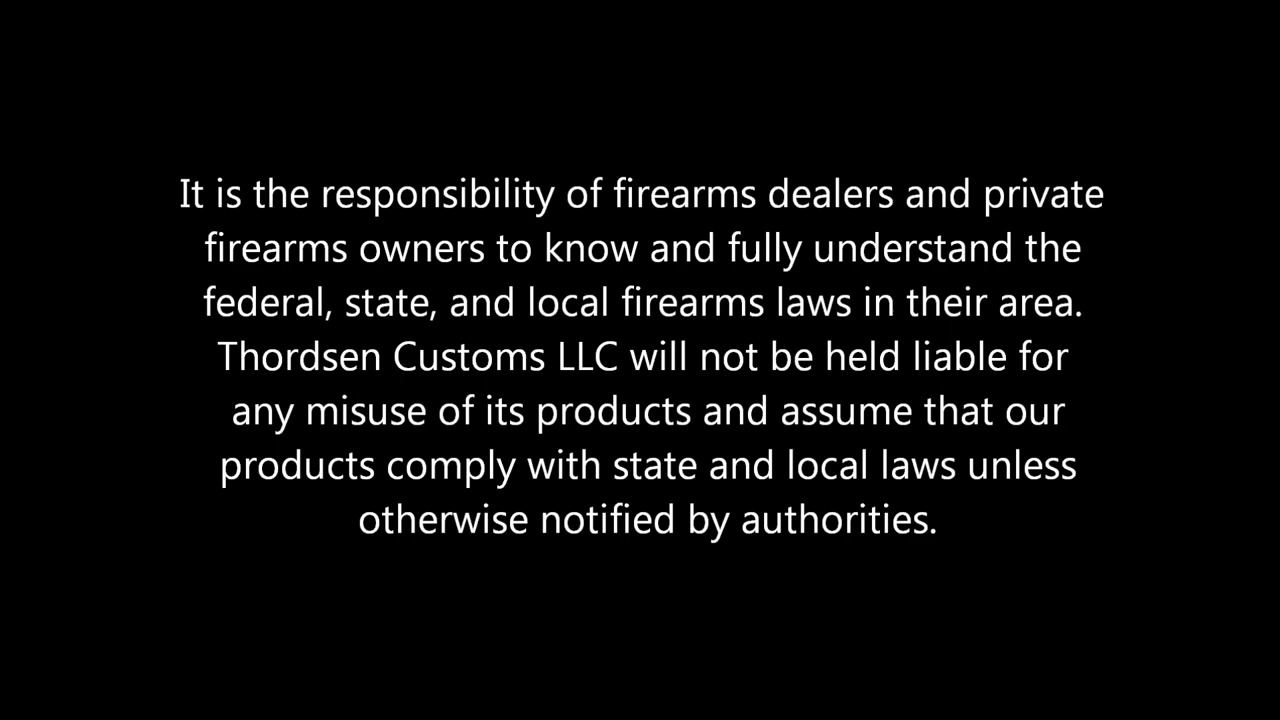 It is the responsibility of firearms dealers and private
firearms owners to know and fully understand the
federal, state, and local firearms laws in their area.
Thordsen Customs LLC will not be held liable for
any misuse of its products and assume that our
products comply with state and local laws unless
otherwise notified by authorities.